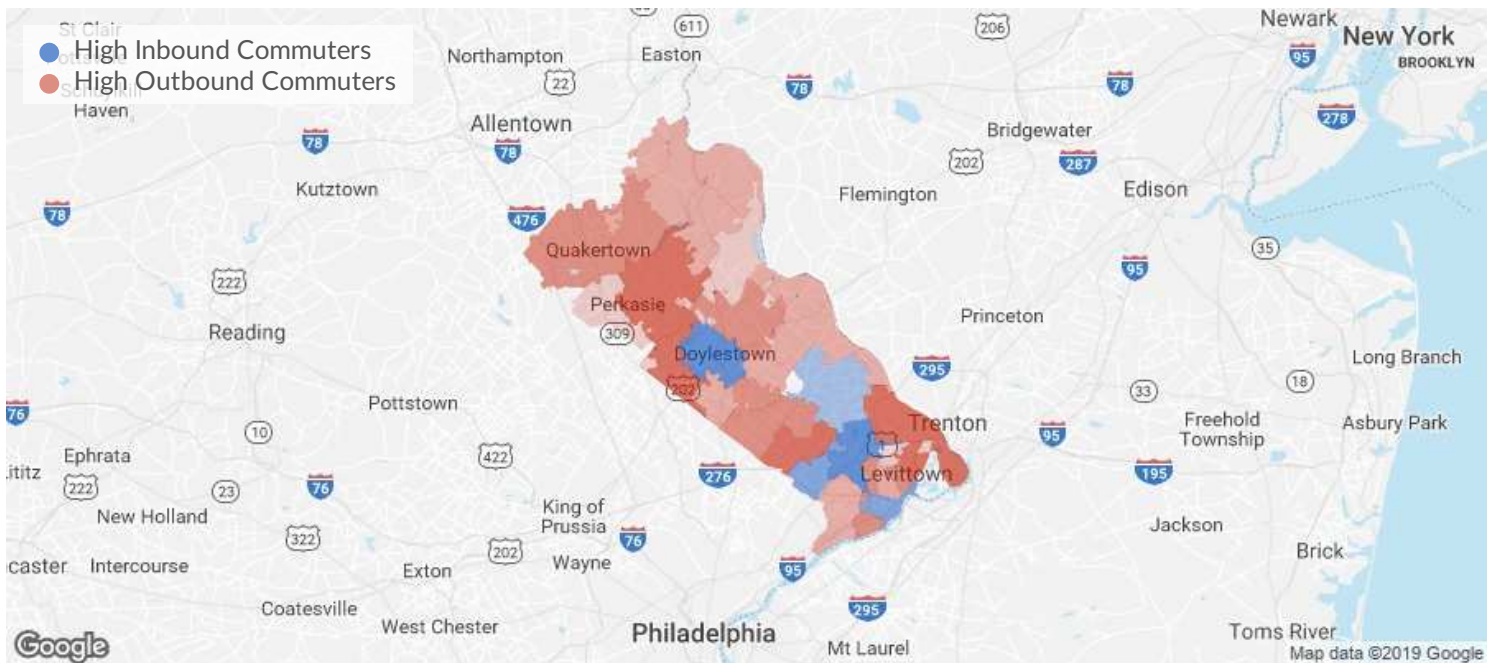 St Clair
High Inbound Commuters
High Outbound Commuters
Haven
611
Northampton
Easton
22
Allentown
78
78
Kutztown
78
476
206
Newark
New York
95
BROOKLYN
78
78
278
Bridgewater
202
287
Flemington
Edison
35
95
Quakertown
222
Perkasie
309
Reading
Princeton
Doylestown
295
Long Branch
202
33
18
76
Pottstown
Trenton
Freehold
Township
Asbury Park
10
95
1
Ephrata
422
276
Levittown
195
Lititz
222
23
76
New Holland
King of
Prussia
Jackson
322
202
76
Wayne
Brick
caster
Intercourse
Exton
95
295
Coatesville
West Chester
Philadelphia
Mt Laurel
Toms River
Google
Map data ©2019 Google